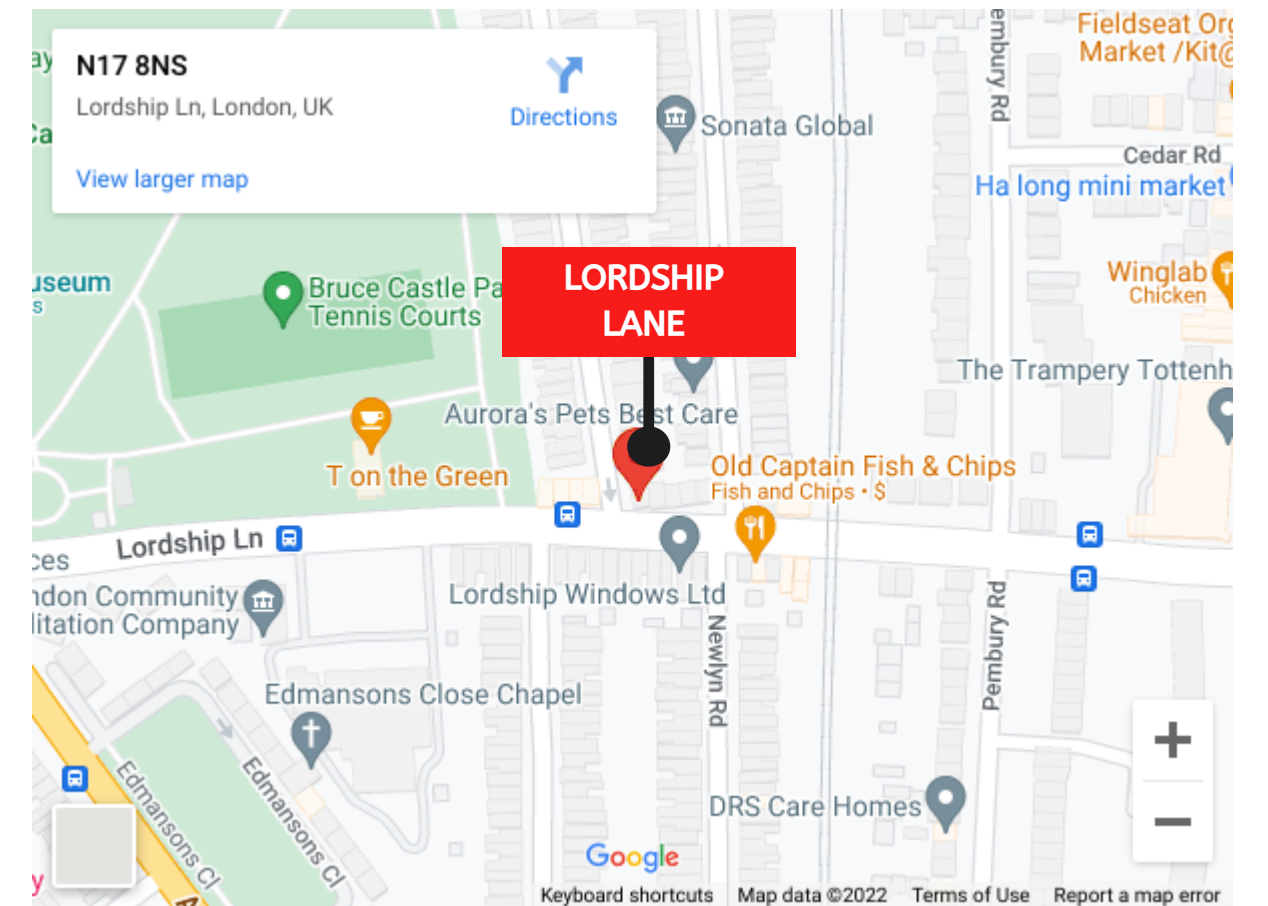 N17 8NS
Lordship Ln, London, UK
Directions
View larger map
Sonata Global
Pembury Rd
Fieldseat Org
Market /Kit@
Cedar Rd
Ha long mini market
useum
s
Bruce Castle Pa
Tennis Courts
LORDSHIP
LANE
Winglab
Chicken
The Trampery Tottenh
Aurora's Pets Best Care
T on the Green
Old Captain Fish & Chips
Fish and Chips • $
Lordship Ln
ces
ndon Community
litation Company
Lordship Windows Ltd
Newlyn Rd
Pembury Rd
Edmansons Close Chapel
Edmansons Cl
Edmansons Cl
DRS Care Homes
Google
y
Keyboard shortcuts
Map data ©2022
Terms of Use
Report a map error